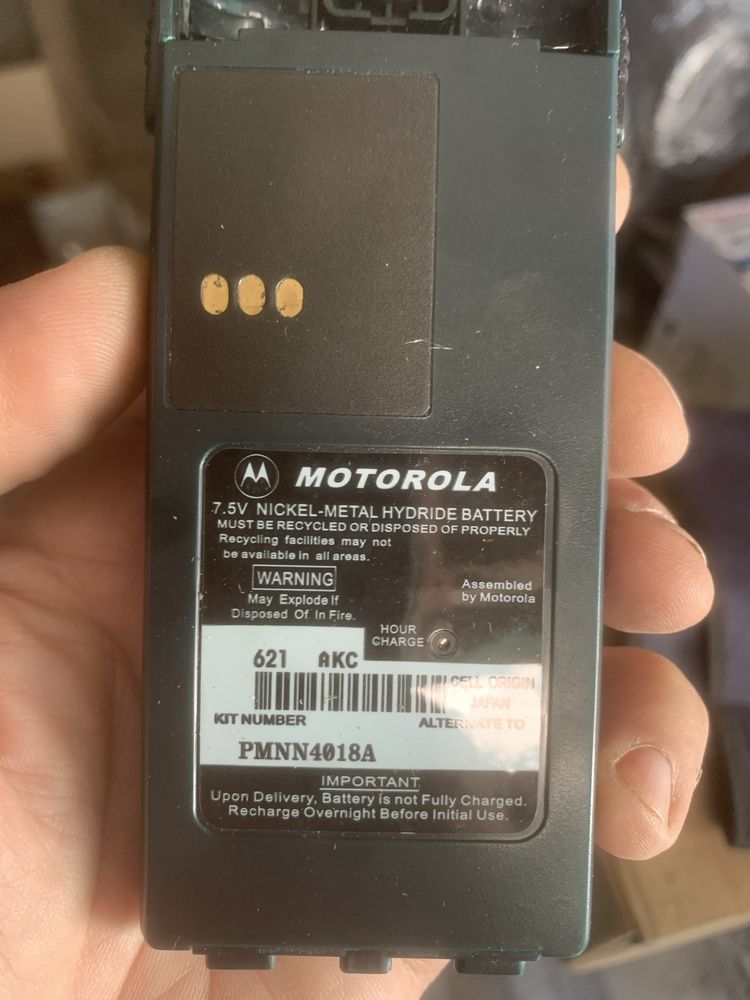 MOTOROLA
7.5V NICKEL-METAL HYDRIDE BATTERY
MUST BE RECYCLED OR DISPOSED OF PROPERLY
Recycling facilities may not
be available in all areas.
WARNING
May Explode If
Disposed Of In Fire.
Assembled
by Motorola
HOUR
CHARGE
621 AKC
CELL ORIGIN
JAPAN
KIT NUMBER
ALTERNATE TO
PMNN4018A
IMPORTANT
Upon Delivery, Battery is not Fully Charged.
Recharge Overnight Before Initial Use.